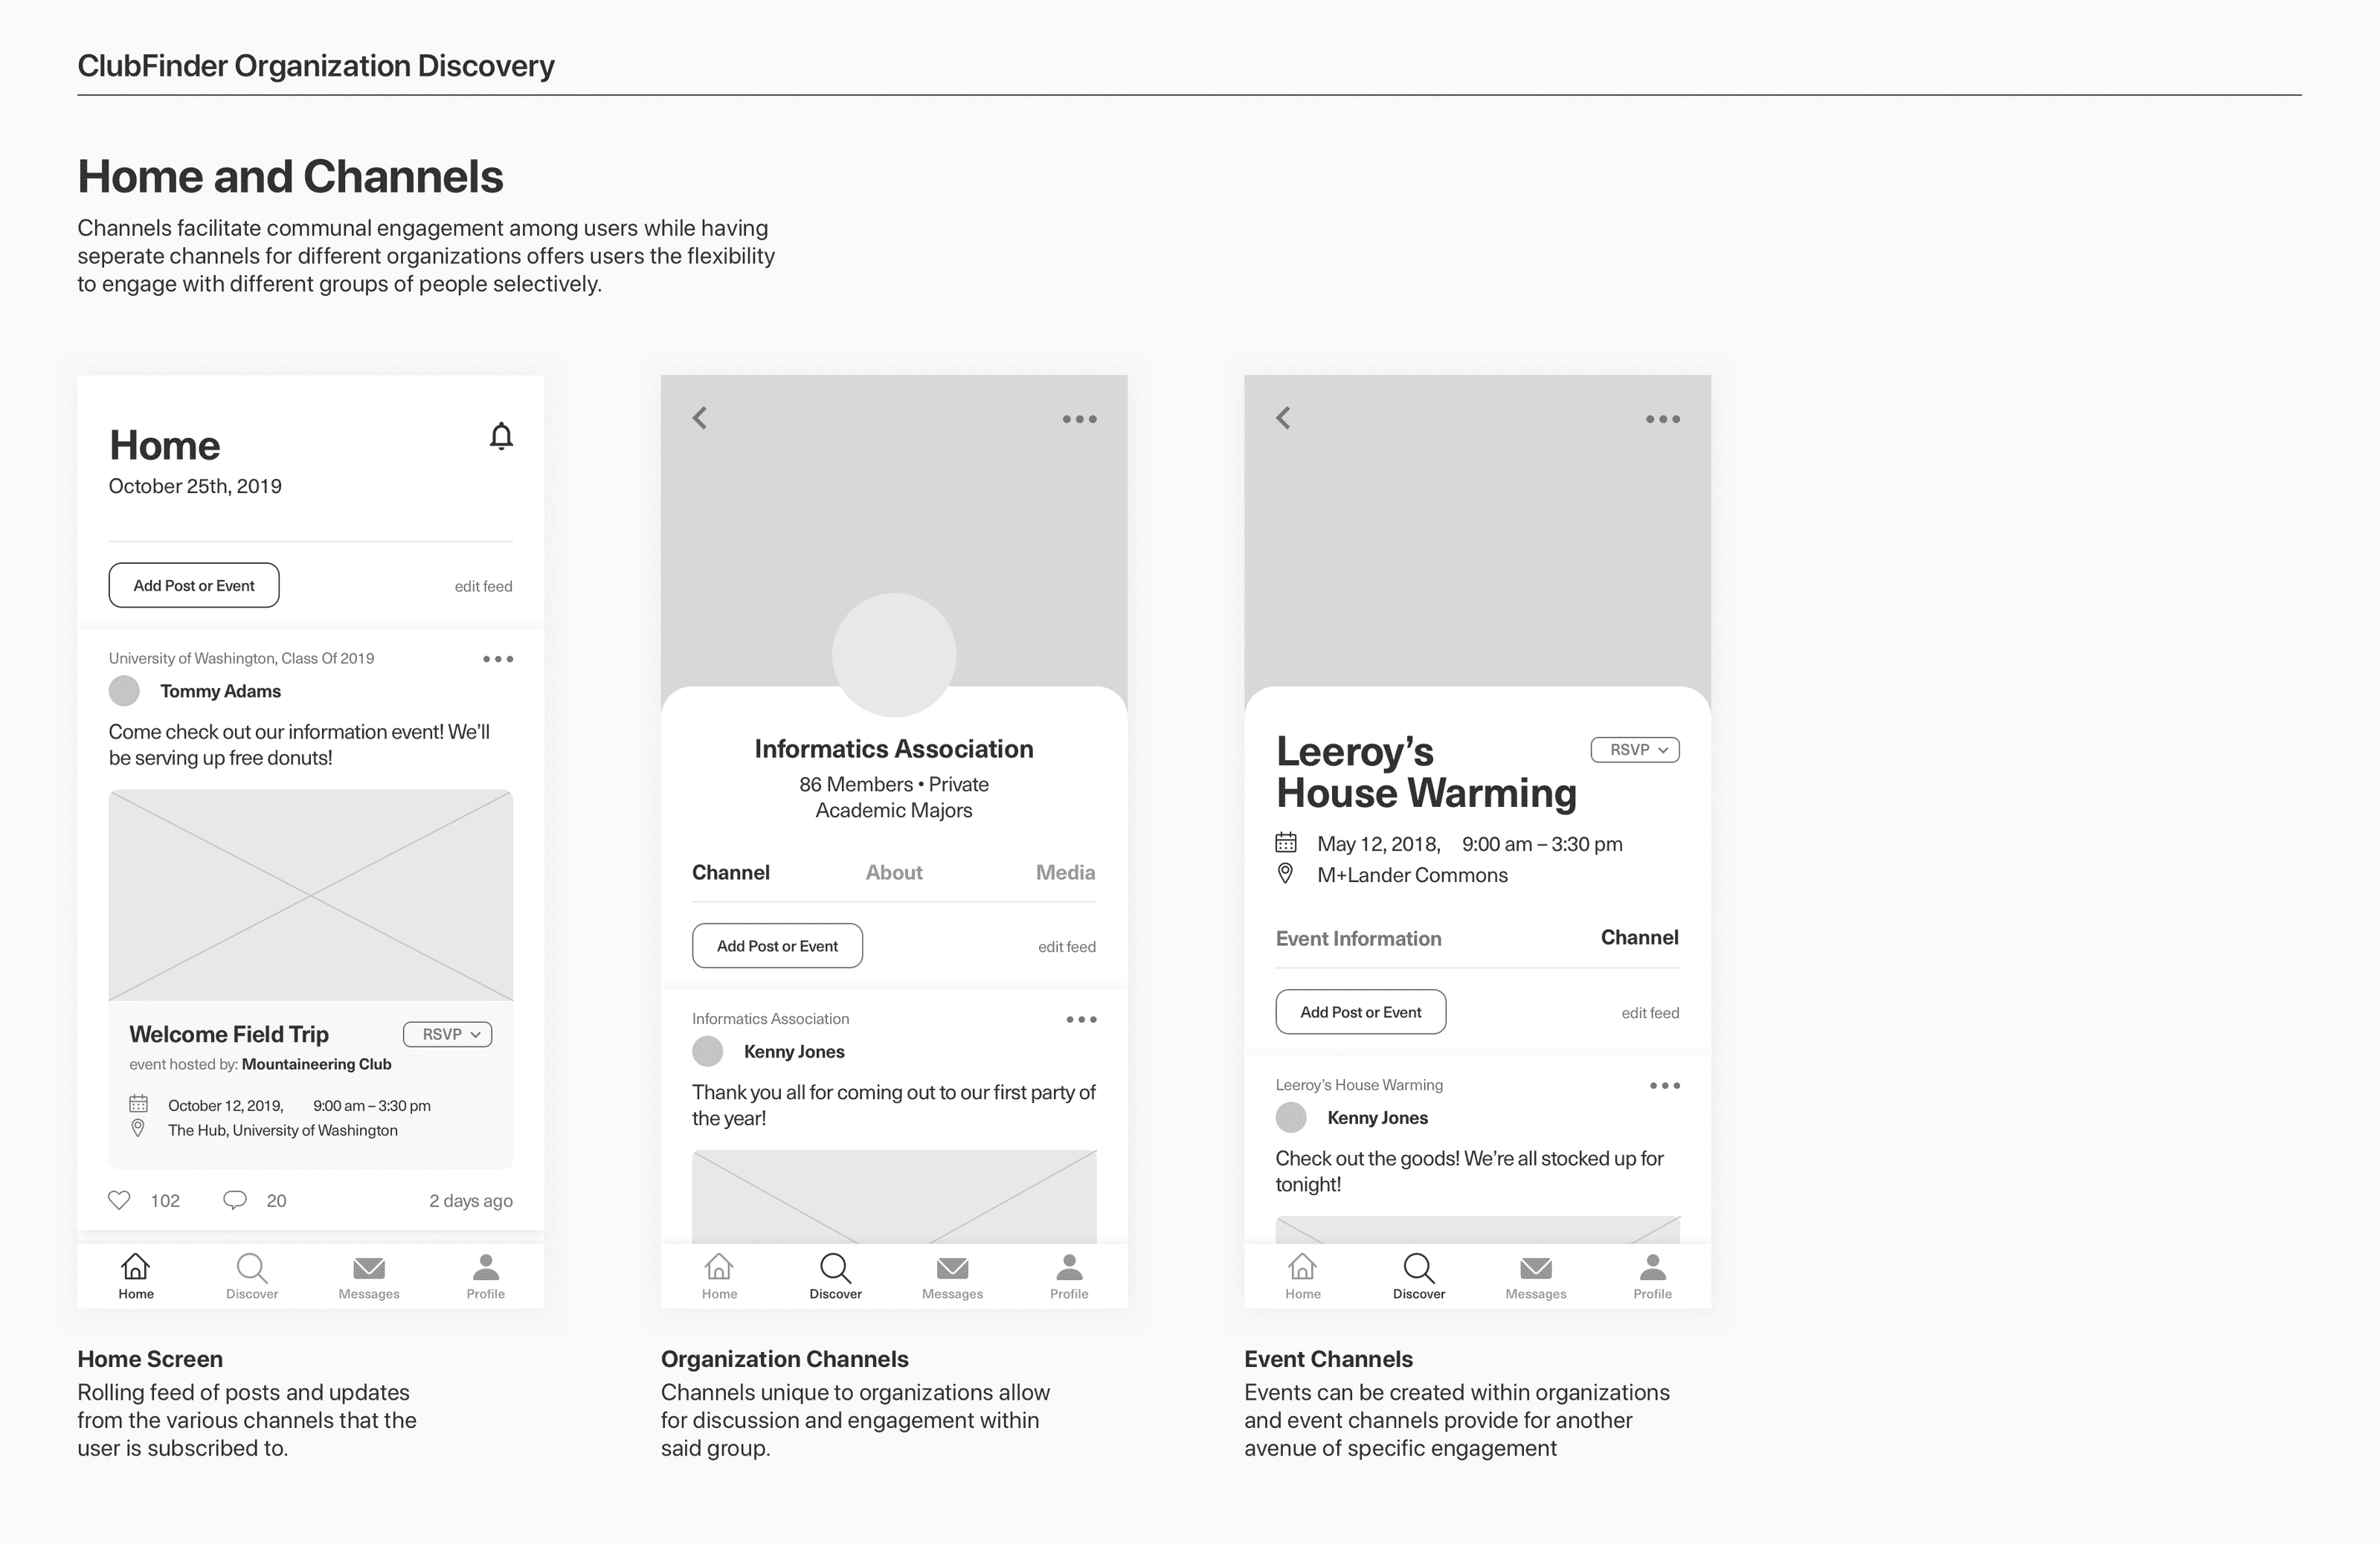 ClubFinder Organization Discovery
Home and Channels
Channels facilitate communal engagement among users while having
seperate channels for different organizations offers users the flexibility
to engage with different groups of people selectively.
Home
October 25th, 2019
Add Post or Event
edit feed
University of Washington, Class Of 2019
Tommy Adams
Come check out our information event! We'll
be serving up free donuts!
Welcome Field Trip
RSVP
event hosted by: Mountaineering Club
October 12, 2019, 9:00 am – 3:30 pm
The Hub, University of Washington
102 20 2 days ago
Home Discover Messages Profile
Home Screen
Rolling feed of posts and updates
from the various channels that the
user is subscribed to.
Informatics Association
86 Members • Private
Academic Majors
Channel About Media
Add Post or Event
edit feed
Informatics Association
Kenny Jones
Thank you all for coming out to our first party of
the year!
Home Discover Messages Profile
Organization Channels
Channels unique to organizations allow
for discussion and engagement within
said group.
Leeroy's
House Warming
RSVP
May 12, 2018, 9:00 am – 3:30 pm
M+Lander Commons
Event Information Channel
Add Post or Event
edit feed
Leeroy's House Warming
Kenny Jones
Check out the goods! We're all stocked up for
tonight!
Home Discover Messages Profile
Event Channels
Events can be created within organizations
and event channels provide for another
avenue of specific engagement